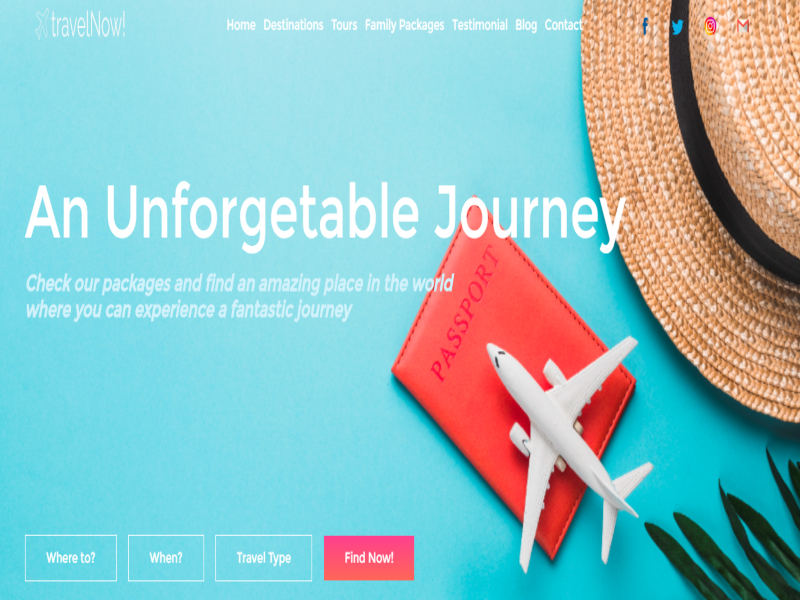 travelNow!
Home Destinations Tours Family Packages Testimonial Blog Contact
An Unforgetable Journey
Check our packages and find an amazing place in the world
where you can experience a fantastic journey
PASSPORT
Where to? When? Travel Type Find Now!